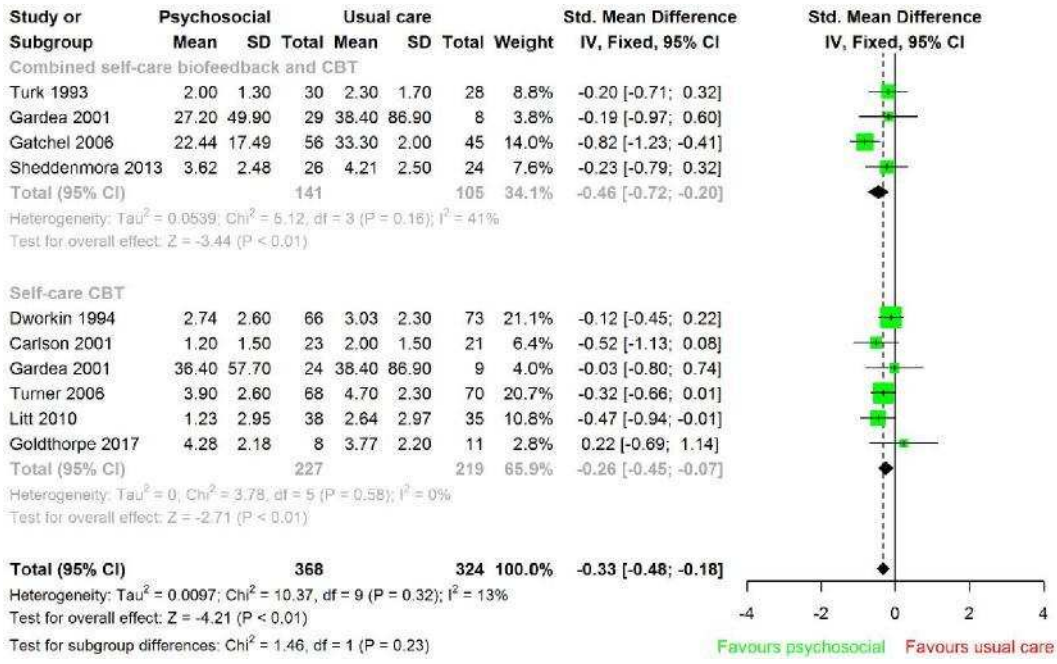 Study or Psychosocial Usual care Std. Mean Difference Std. Mean Difference
Subgroup Mean SD Total Mean SD Total Weight IV, Fixed, 95% CI IV, Fixed, 95% CI
Combined self-care biofeedback and CBT
Turk 1993 2.00 1.30 30 2.30 1.70 28 8.8% -0.20 [-0.71; 0.32]
Gardea 2001 27.20 49.90 29 38.40 86.90 8 3.8% -0.19 [-0.97; 0.60]
Gatchel 2006 22.44 17.49 56 33.30 2.00 45 14.0% -0.82 [-1.23; -0.41]
Sheddenmora 2013 3.62 2.48 26 4.21 2.50 24 7.6% -0.23 [-0.79; 0.32]
Total (95% CI) 141 105 34.1% -0.46 [-0.72; -0.20]
Heterogeneity: Tau² = 0.0539; Chi² = 5.12, df = 3 (P = 0.16); I² = 41%
Test for overall effect: Z = -3.44 (P < 0.01)
Self-care CBT
Dworkin 1994 2.74 2.60 66 3.03 2.30 73 21.1% -0.12 [-0.45; 0.22]
Carlson 2001 1.20 1.50 23 2.00 1.50 21 6.4% -0.52 [-1.13; 0.08]
Gardea 2001 36.40 57.70 24 38.40 86.90 9 4.0% -0.03 [-0.80; 0.74]
Turner 2006 3.90 2.60 68 4.70 2.30 70 20.7% -0.32 [-0.66; 0.01]
Litt 2010 1.23 2.95 38 2.64 2.97 35 10.8% -0.47 [-0.94; -0.01]
Goldthorpe 2017 4.28 2.18 8 3.77 2.20 11 2.8% 0.22 [-0.69; 1.14]
Total (95% CI) 227 219 65.9% -0.26 [-0.45; -0.07]
Heterogeneity: Tau² = 0; Chi² = 3.78, df = 5 (P = 0.58); I² = 0%
Test for overall effect: Z = -2.71 (P < 0.01)
Total (95% CI) 368 324 100.0% -0.33 [-0.48; -0.18]
Heterogeneity: Tau² = 0.0097; Chi² = 10.37, df = 9 (P = 0.32); I² = 13%
Test for overall effect: Z = -4.21 (P < 0.01)
Test for subgroup differences: Chi² = 1.46, df = 1 (P = 0.23)
-4 -2 0 2 4
Favours psychosocial Favours usual care